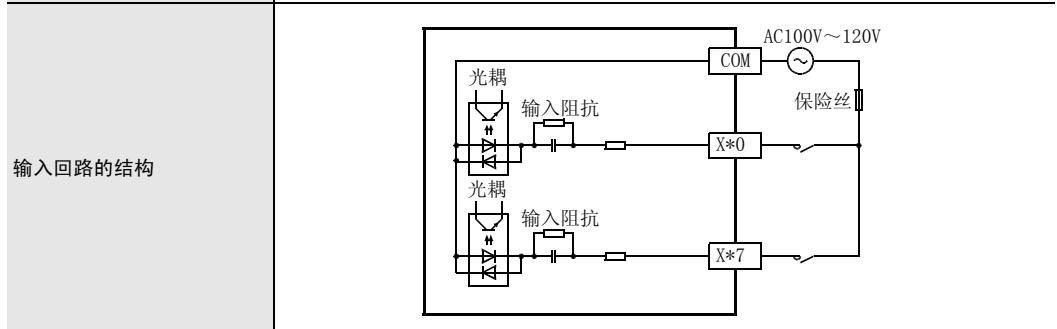 输入回路的结构
AC100V～120V
COM
保险丝
光耦
输入阻抗
X*0
光耦
输入阻抗
X*7